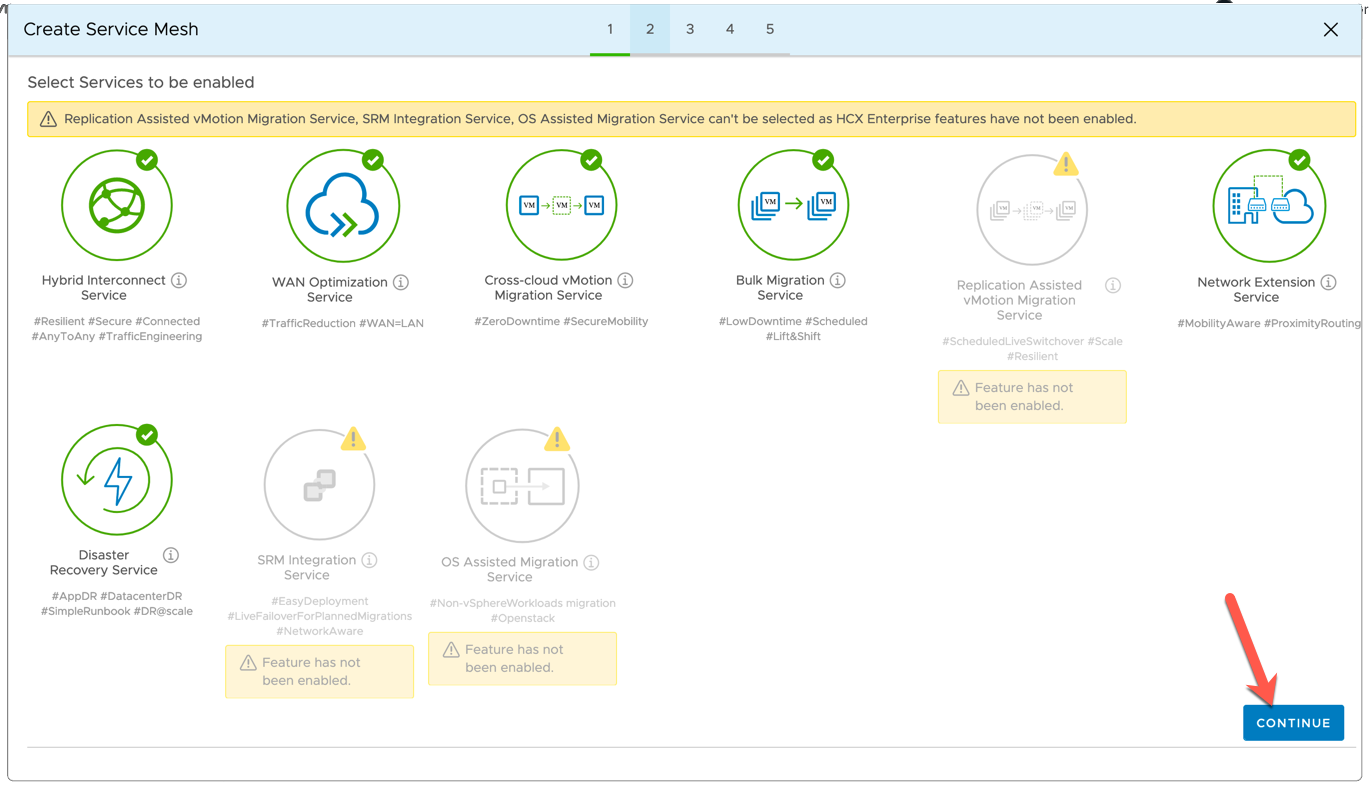 Create Service Mesh
1 2 3 4 5
Select Services to be enabled
Replication Assisted vMotion Migration Service, SRM Integration Service, OS Assisted Migration Service can't be selected as HCX Enterprise features have not been enabled.
Hybrid Interconnect
Service
#Resilient #Secure #Connected
#AnyToAny #TrafficEngineering
WAN Optimization
Service
#TrafficReduction #WAN=LAN
VM VM VM
Cross-cloud vMotion
Migration Service
#ZeroDowntime #SecureMobility
VM VM
Bulk Migration
Service
#LowDowntime #Scheduled
#Lift&Shift
VM VM VM
Replication Assisted
vMotion Migration
Service
#ScheduledLiveSwitchover #Scale
#Resilient
Feature has not
been enabled.
Network Extension
Service
#MobilityAware #ProximityRouting
Disaster
Recovery Service
#AppDR #DatacenterDR
#SimpleRunbook #DR@scale
SRM Integration
Service
#EasyDeployment
#LiveFailoverForPlannedMigrations
#NetworkAware
Feature has not
been enabled.
OS Assisted Migration
Service
#Non-vSphereWorkloads migration
#Openstack
Feature has not
been enabled.
CONTINUE